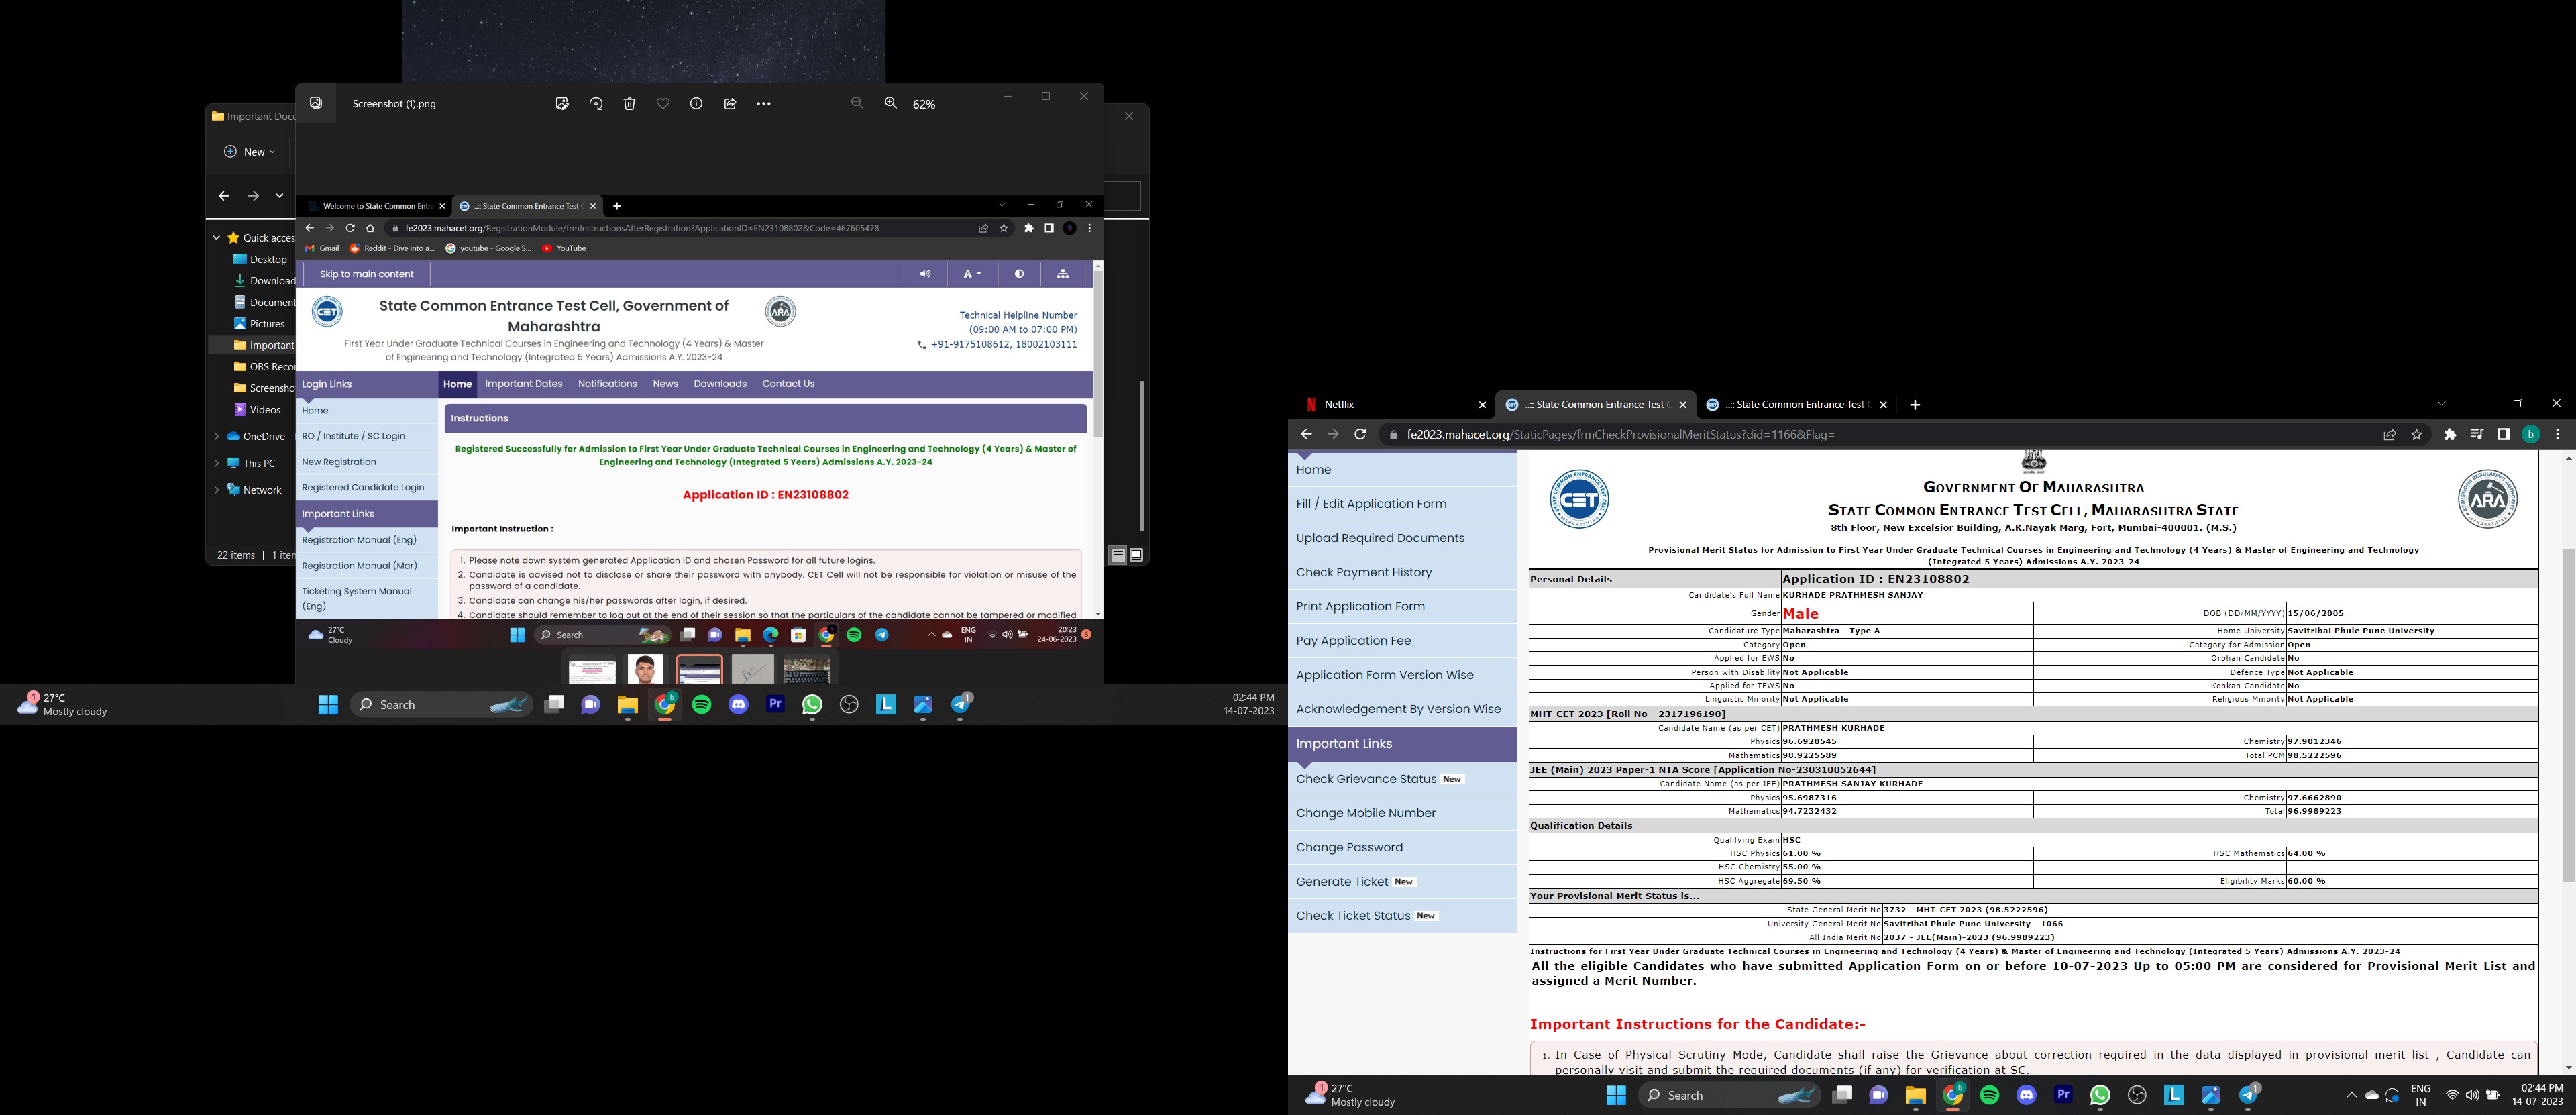 Important Docu
New
Quick acces
Desktop
Download
Document
Pictures
Important
OBS Reco
Screensho
Videos
OneDrive -
This PC
Network
22 items | 1 iter
Screenshot (1).png
62%
Welcome to State Common Entr
..:: State Common Entrance Test C
fe2023.mahacet.org/RegistrationModule/frmInstructionsAfterRegistration?ApplicationID=EN23108802&Code=467605478
Gmail Reddit - Dive into a... youtube - Google S... YouTube
Skip to main content
A
CET
State Common Entrance Test Cell, Government of
Maharashtra
First Year Under Graduate Technical Courses in Engineering and Technology (4 Years) & Master
of Engineering and Technology (Integrated 5 Years) Admissions A.Y. 2023-24
ARA
Technical Helpline Number
(09:00 AM to 07:00 PM)
+91-9175108612, 18002103111
Login Links
Home Important Dates Notifications News Downloads Contact Us
Home
RO / Institute / SC Login
New Registration
Registered Candidate Login
Important Links
Registration Manual (Eng)
Registration Manual (Mar)
Ticketing System Manual
(Eng)
Instructions
Registered Successfully for Admission to First Year Under Graduate Technical Courses in Engineering and Technology (4 Years) & Master of
Engineering and Technology (Integrated 5 Years) Admissions A.Y. 2023-24
Application ID : EN23108802
Important Instruction :
1. Please note down system generated Application ID and chosen Password for all future logins.
2. Candidate is advised not to disclose or share their password with anybody. CET Cell will not be responsible for violation or misuse of the
password of a candidate.
3. Candidate can change his/her passwords after login, if desired.
4. Candidate should remember to log out at the end of their session so that the particulars of the candidate cannot be tampered or modified
27°C
Cloudy
Search
ENG
IN
20:23
24-06-2023
6
1
27°C
Mostly cloudy
Search
b
Pr
L
1
02:44 PM
14-07-2023
Netflix
..:: State Common Entrance Test C
..:: State Common Entrance Test C
fe2023.mahacet.org/StaticPages/frmCheckProvisionalMeritStatus?did=1166&Flag=
b
Home
Fill / Edit Application Form
Upload Required Documents
Check Payment History
Print Application Form
Pay Application Fee
Application Form Version Wise
Acknowledgement By Version Wise
Important Links
Check Grievance Status New
Change Mobile Number
Change Password
Generate Ticket New
Check Ticket Status New
CET
GOVERNMENT OF MAHARASHTRA
STATE COMMON ENTRANCE TEST CELL, MAHARASHTRA STATE
8th Floor, New Excelsior Building, A.K.Nayak Marg, Fort, Mumbai-400001. (M.S.)
ARA
Provisional Merit Status for Admission to First Year Under Graduate Technical Courses in Engineering and Technology (4 Years) & Master of Engineering and Technology
(Integrated 5 Years) Admissions A.Y. 2023-24
Personal Details Application ID : EN23108802
Candidate's Full Name KURHADE PRATHMESH SANJAY
Gender Male DOB (DD/MM/YYYY) 15/06/2005
Candidature Type Maharashtra - Type A Home University Savitribai Phule Pune University
Category Open Category for Admission Open
Applied for EWS No Orphan Candidate No
Person with Disability Not Applicable Defence Type Not Applicable
Applied for TFWS No Konkan Candidate No
Linguistic Minority Not Applicable Religious Minority Not Applicable
MHT-CET 2023 [Roll No - 2317196190]
Candidate Name (as per CET) PRATHMESH KURHADE
Physics 96.6928545 Chemistry 97.9012346
Mathematics 98.9225589 Total PCM 98.5222596
JEE (Main) 2023 Paper-1 NTA Score [Application No-230310052644]
Candidate Name (as per JEE) PRATHMESH SANJAY KURHADE
Physics 95.6987316 Chemistry 97.6662890
Mathematics 94.7232432 Total 96.9989223
Qualification Details
Qualifying Exam HSC
HSC Physics 61.00 % HSC Mathematics 64.00 %
HSC Chemistry 55.00 %
HSC Aggregate 69.50 % Eligibility Marks 60.00 %
Your Provisional Merit Status is...
State General Merit No 3732 - MHT-CET 2023 (98.5222596)
University General Merit No Savitribai Phule Pune University - 1066
All India Merit No 2037 - JEE(Main)-2023 (96.9989223)
Instructions for First Year Under Graduate Technical Courses in Engineering and Technology (4 Years) & Master of Engineering and Technology (Integrated 5 Years) Admissions A.Y. 2023-24
All the eligible Candidates who have submitted Application Form on or before 10-07-2023 Up to 05:00 PM are considered for Provisional Merit List and
assigned a Merit Number.
Important Instructions for the Candidate:-
1. In Case of Physical Scrutiny Mode, Candidate shall raise the Grievance about correction required in the data displayed in provisional merit list , Candidate can
personally visit and submit the required documents (if any) for verification at SC.
1
27°C
Mostly cloudy
Search
b
Pr
L
1
ENG
IN
02:44 PM
14-07-2023